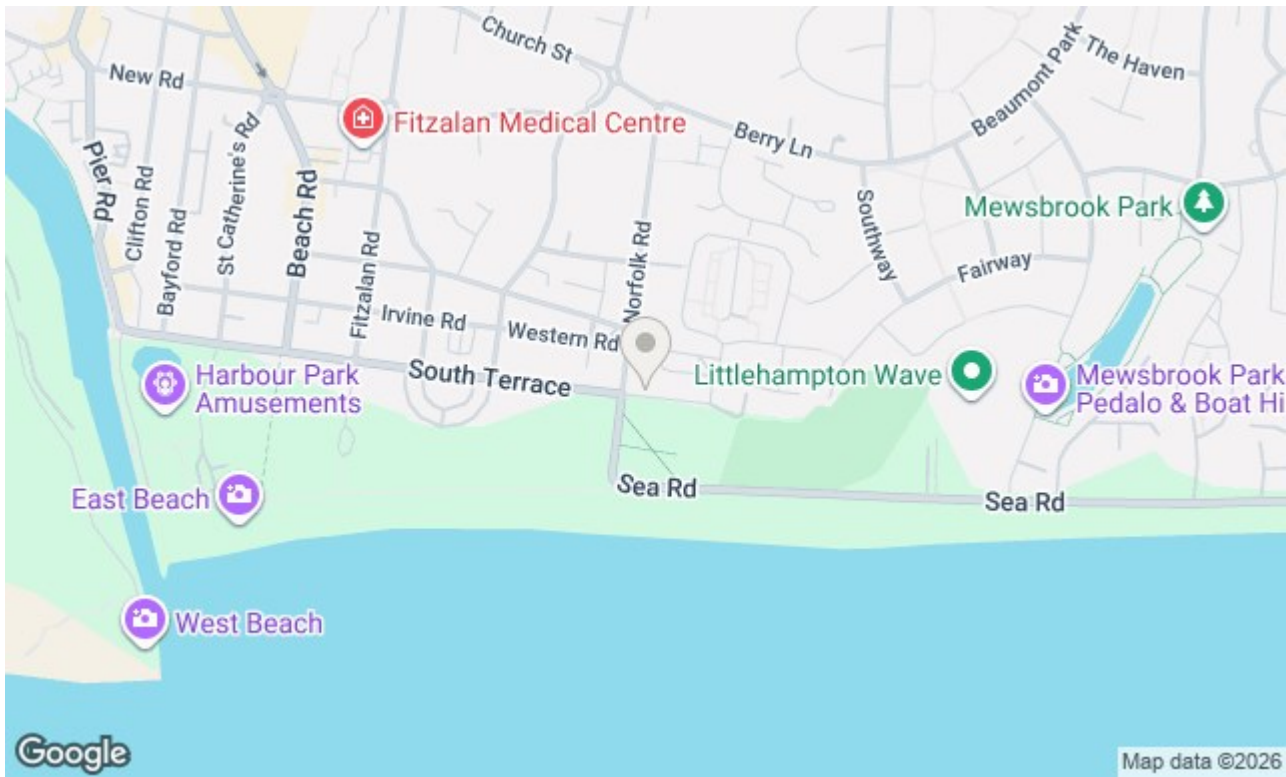 Church St
New Rd
The Haven
Beaumont Park
Fitzalan Medical Centre
Berry Ln
Pier Rd
Clifton Rd
Bayford Rd
St Catherine's Rd
Beach Rd
Fitzalan Rd
Norfolk Rd
Southway
Mewsbrook Park
Fairway
Irvine Rd
Western Rd
South Terrace
Harbour Park
Amusements
Littlehampton Wave
Mewsbrook Park
Pedalo & Boat Hi
East Beach
Sea Rd
Sea Rd
West Beach
Google
Map data ©2026